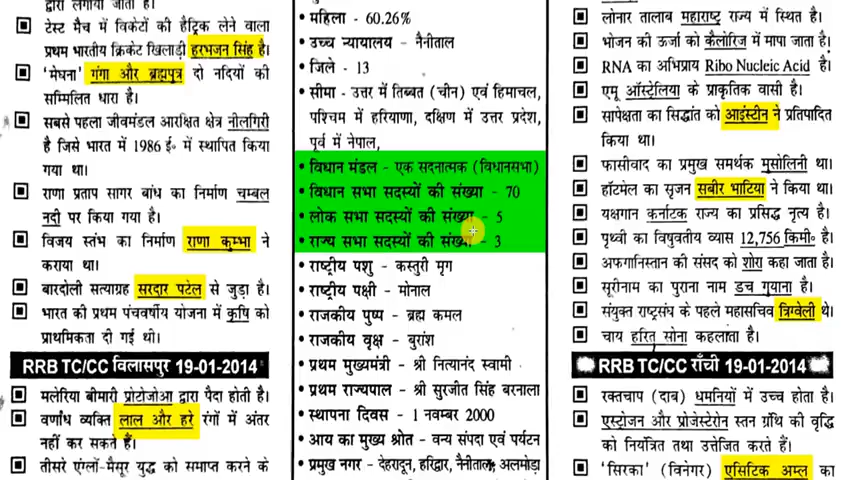 द्वारा लगाया जाता है।
टेस्ट मैच में विकेटों की हैट्रिक लेने वाला
प्रथम भारतीय क्रिकेट खिलाड़ी हरभजन सिंह है।
'मेघना' गंगा और ब्रह्मपुत्र दो नदियों की
सम्मिलित धारा है।
सबसे पहला जीवमंडल आरक्षित क्षेत्र नीलगिरी
है जिसे भारत में 1986 ई॰ में स्थापित किया
गया था।
राणा प्रताप सागर बांध का निर्माण चम्बल
नदी पर किया गया है।
विजय स्तंभ का निर्माण राणा कुम्भा ने
कराया था।
बारदोली सत्याग्रह सरदार पटेल से जुड़ा है।
भारत की प्रथम पंचवर्षीय योजना में कृषि को
प्राथमिकता दी गई थी।
RRB TC/CC विलासपुर 19-01-2014
मलेरिया बीमारी प्रोटोजोआ द्वारा पैदा होती है।
वर्णांध व्यक्ति लाल और हरे रंगों में अंतर
नहीं कर सकते हैं।
तीसरे एंग्लों-मैसूर युद्ध को समाप्त करने के
• महिला - 60.26%
• उच्च न्यायालय - नैनीताल
• जिले - 13
• सीमा - उत्तर में तिब्बत (चीन) एवं हिमाचल,
पश्चिम में हरियाणा, दक्षिण में उत्तर प्रदेश,
पूर्व में नेपाल,
• विधान मंडल - एक सदनात्मक (विधानसभा)
• विधान सभा सदस्यों की संख्या - 70
• लोक सभा सदस्यों की संख्या - 5
• राज्य सभा सदस्यों की संख्या - 3
• राष्ट्रीय पशु - कस्तुरी मृग
• राष्ट्रीय पक्षी - मोनाल
• राजकीय पुष्प - ब्रह्म कमल
• राजकीय वृक्ष - बुरांश
• प्रथम मुख्यमंत्री - श्री नित्यानंद स्वामी
• प्रथम राज्यपाल - श्री सुरजीत सिंह बरनाला
• स्थापना दिवस - 1 नवम्बर 2000
• आय का मुख्य श्रोत - वन्य संपदा एवं पर्यटन
• प्रमुख नगर - देहरादून, हरिद्वार, नैनीताल, अलमोड़ा
लोनार तालाब महाराष्ट्र राज्य में स्थित है।
भोजन की ऊर्जा को कैलोरिज में मापा जाता है।
RNA का अभिप्राय Ribo Nucleic Acid है।
एमू ऑस्ट्रेलिया के प्राकृतिक वासी है।
सापेक्षता का सिद्धांत को आइंस्टीन ने प्रतिपादित
किया था।
फासीवाद का प्रमुख समर्थक मुसोलिनी था।
हॉटमेल का सृजन सबीर भाटिया ने किया था।
यक्षगान कर्नाटक राज्य का प्रसिद्ध नृत्य है।
पृथ्वी का विषुवतीय व्यास 12,756 किमी॰ है।
अफगानिस्तान की संसद को शोरा कहा जाता है।
सूरीनाम का पुराना नाम डच गुयाना है।
संयुक्त राष्ट्रसंघ के पहले महासचिव त्रिग्वेली थे।
चाय हरित सोना कहलाता है।
RRB TC/CC राँची 19-01-2014
रक्तचाप (दाब) धमनियों में उच्च होता है।
एस्ट्रोजन और प्रोजेस्टेरोन स्तन ग्रंथि की वृद्धि
को नियंत्रित तथा उत्तेजित करते हैं।
'सिरका' (विनेगर) एसिटिक अम्ल का